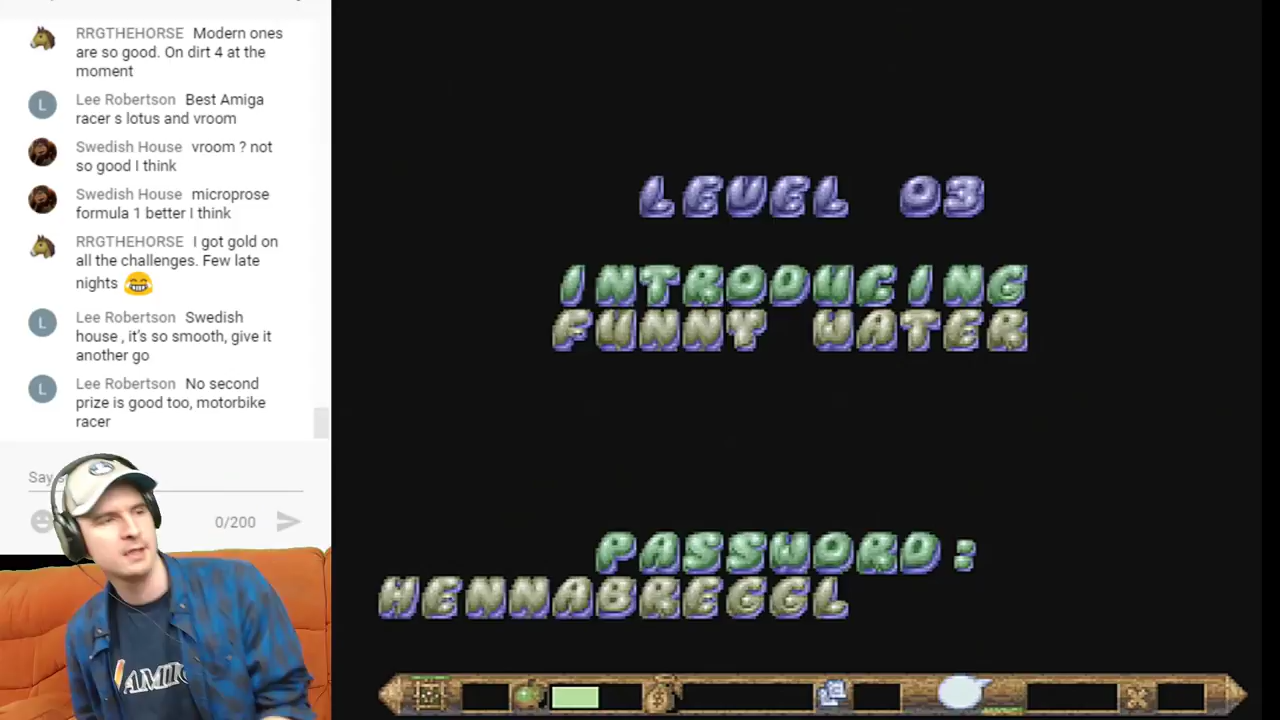 RRGTHEHORSE Modern ones
are so good. On dirt 4 at the
moment
Lee Robertson Best Amiga
racer s lotus and vroom
Swedish House vroom ? not
so good I think
Swedish House microprose
formula 1 better I think
RRGTHEHORSE I got gold on
all the challenges. Few late
nights 😂
Lee Robertson Swedish
house , it's so smooth, give it
another go
Lee Robertson No second
prize is good too, motorbike
racer
L
L
L
Say
0/200
AMIG
LEVEL 03
INTRODUCING
FUNNY WATER
PASSWORD:
HENNABREGGL